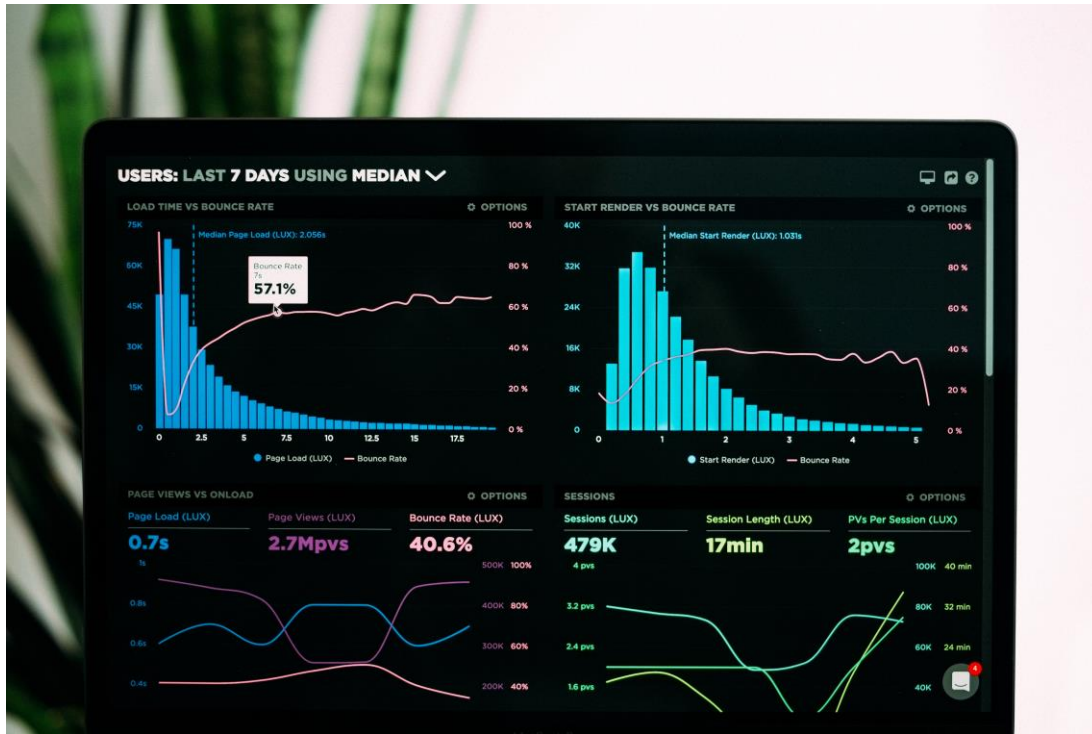 USERS: LAST 7 DAYS USING MEDIAN
LOAD TIME VS BOUNCE RATE
OPTIONS
75K
60K
45K
30K
15K
0
Median Page Load (LUX): 2.056s
Bounce Rate
7s
57.1%
100 %
80 %
60 %
40 %
20 %
0 %
0 2.5 5 7.5 10 12.5 15 17.5
Page Load (LUX) Bounce Rate
START RENDER VS BOUNCE RATE
OPTIONS
40K
32K
24K
16K
8K
0
Median Start Render (LUX): 1.031s
100 %
80 %
60 %
40 %
20 %
0 %
0 1 2 3 4 5
Start Render (LUX) Bounce Rate
PAGE VIEWS VS ONLOAD
OPTIONS
Page Load (LUX) Page Views (LUX) Bounce Rate (LUX)
0.7s 2.7Mpvs 40.6%
1s 500K 100%
0.8s 400K 80%
0.6s 300K 60%
0.4s 200K 40%
SESSIONS
OPTIONS
Sessions (LUX) Session Length (LUX) PVs Per Session (LUX)
479K 17min 2pvs
4 pvs 100K 40 min
3.2 pvs 80K 32 min
2.4 pvs 60K 24 min
1.6 pvs 40K
4